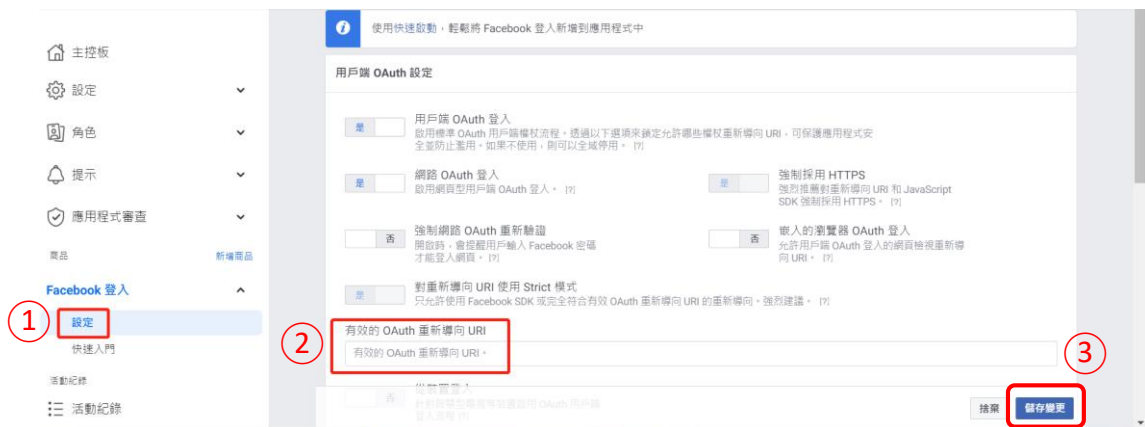 使用快速啟動，輕鬆將 Facebook 登入新增到應用程式中
主控板
設定
角色
提示
應用程式審查
商品
新增商品
Facebook 登入
1
設定
快速入門
活動紀錄
活動紀錄
用戶端 OAuth 設定
是
用戶端 OAuth 登入
啟用標準 OAuth 用戶端權杖流程。透過以下選項來鎖定允許哪些權杖重新導向 URI，可保護應用程式安
全並防止濫用。如果不使用，則可以全域停用。 [?]
是
網路 OAuth 登入
啟用網頁型用戶端 OAuth 登入。 [?]
是
強制採用 HTTPS
強烈推薦對重新導向 URI 和 JavaScript
SDK 強制採用 HTTPS。 [?]
否
強制網路 OAuth 重新驗證
開啟時，會提醒用戶輸入 Facebook 密碼
才能登入網頁。 [?]
否
嵌入的瀏覽器 OAuth 登入
允許用戶端 OAuth 登入的網頁檢視重新導
向 URI。 [?]
是
對重新導向 URI 使用 Strict 模式
只允許使用 Facebook SDK 或完全符合有效 OAuth 重新導向 URI 的重新導向。強烈建議。 [?]
2
有效的 OAuth 重新導向 URI
有效的 OAuth 重新導向 URI。
3
否
從裝置登入
捨棄
儲存變更